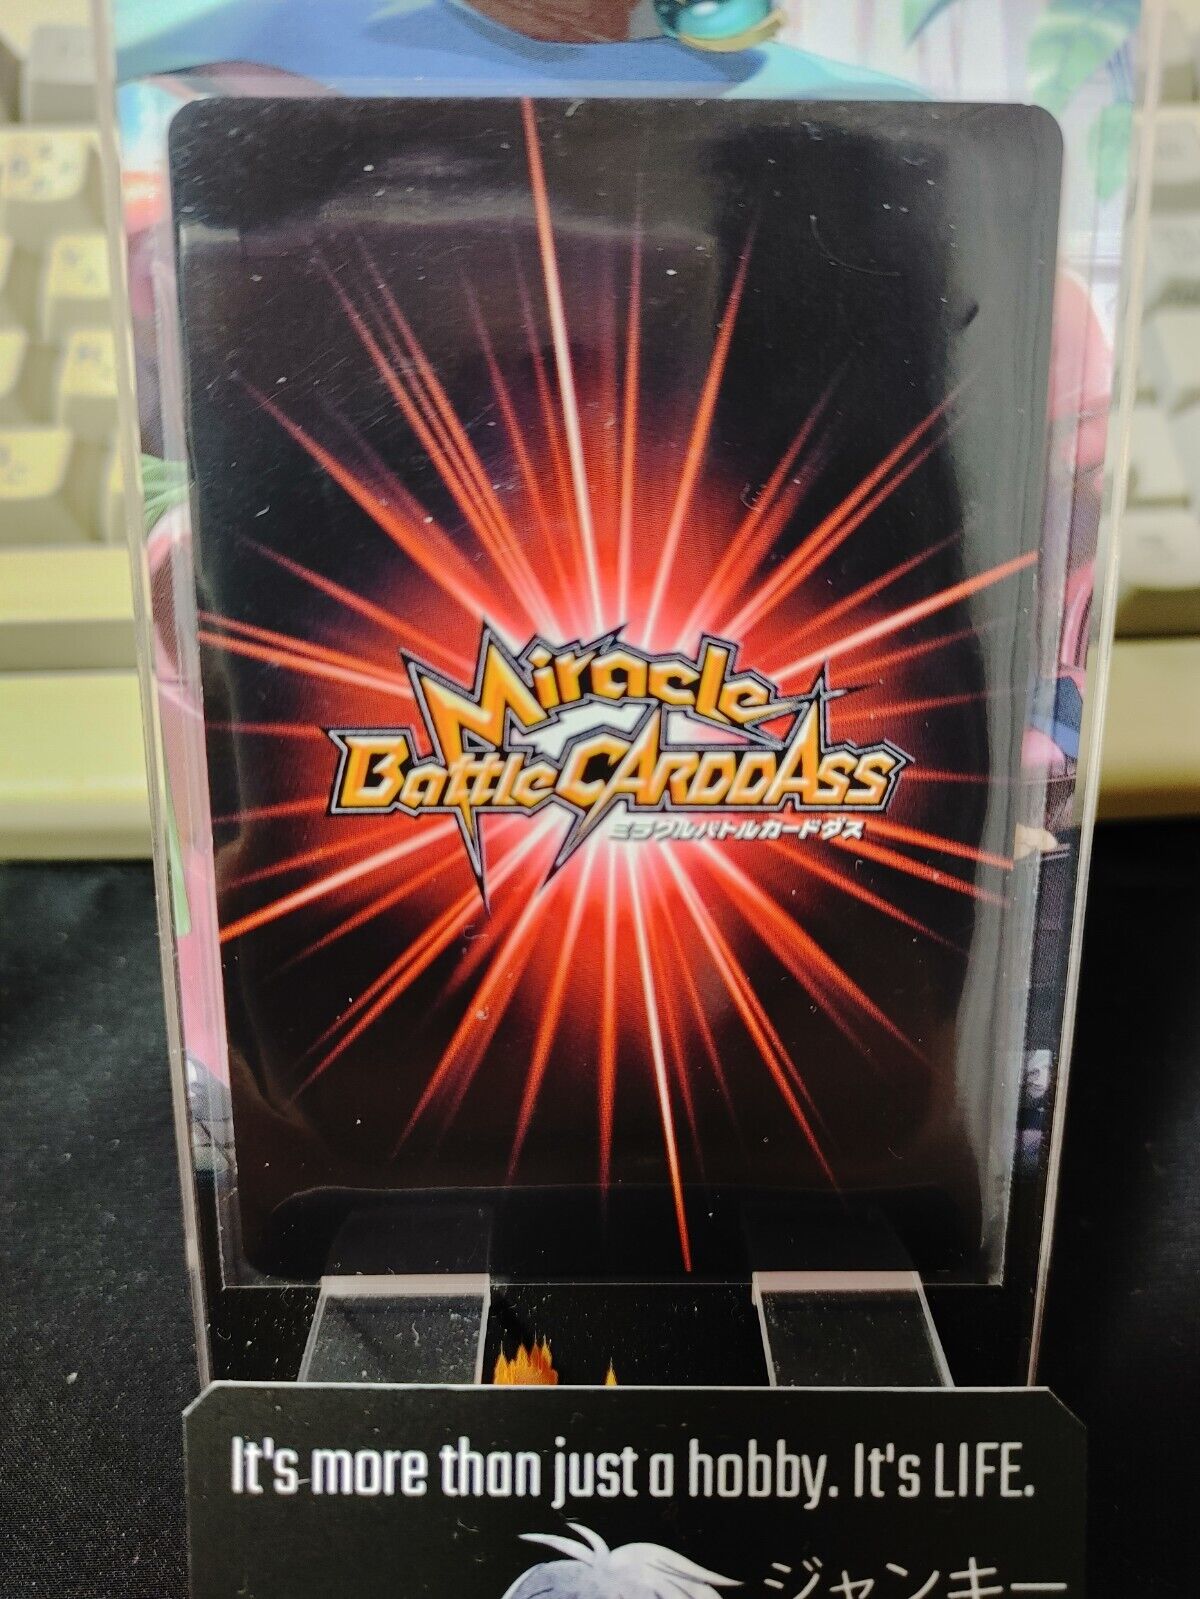 Miracle
Battle CARDDASS
ミラクルバトルカードダス
It's more than just a hobby. It's LIFE.
ジャンキー